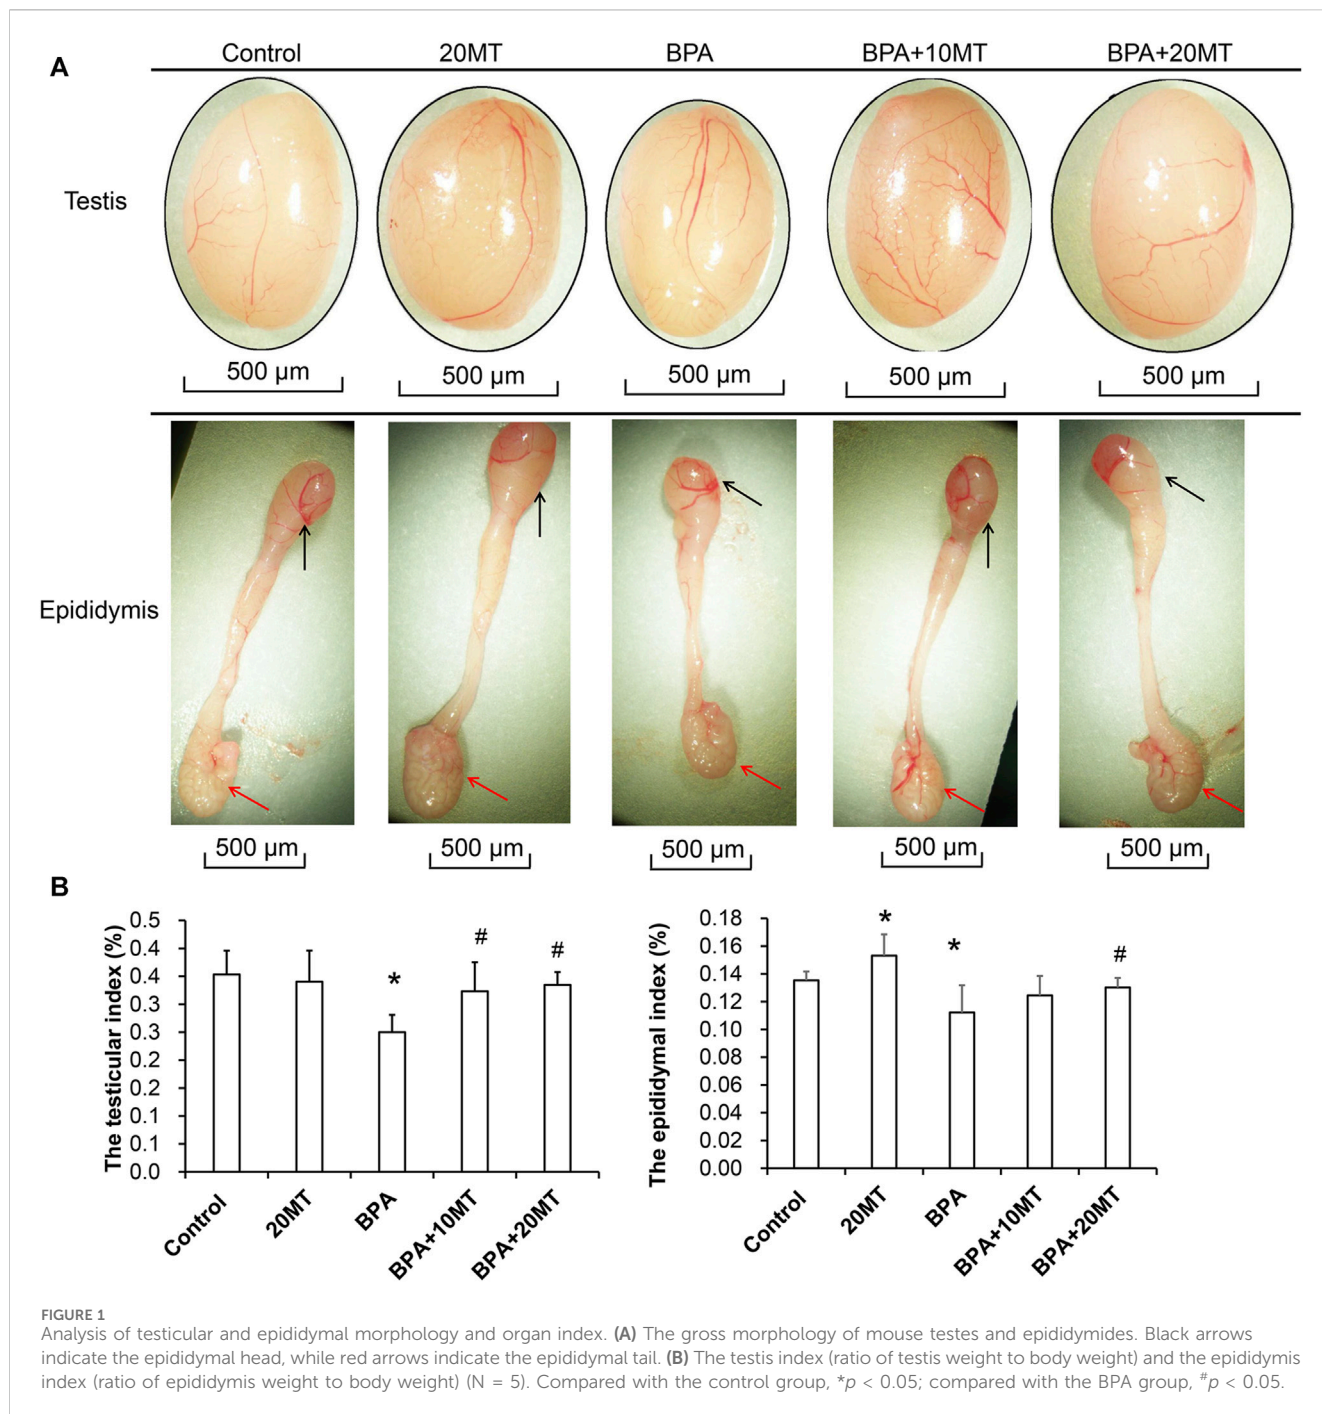 A
Control 20MT BPA BPA+10MT BPA+20MT
Testis
500 µm 500 µm 500 µm 500 µm 500 µm
Epididymis
500 µm 500 µm 500 µm 500 µm 500 µm
B
The testicular index (%)
0.5
0.4
0.4
0.3
0.3
0.2
0.2
0.1
0.1
0.0
* # #
Control 20MT BPA BPA+10MT BPA+20MT
The epididymal index (%)
0.18
0.16
0.14
0.12
0.10
0.08
0.06
0.04
0.02
0.00
* * #
Control 20MT BPA BPA+10MT BPA+20MT
FIGURE 1
Analysis of testicular and epididymal morphology and organ index. (A) The gross morphology of mouse testes and epididymides. Black arrows
indicate the epididymal head, while red arrows indicate the epididymal tail. (B) The testis index (ratio of testis weight to body weight) and the epididymis
index (ratio of epididymis weight to body weight) (N = 5). Compared with the control group, *p < 0.05; compared with the BPA group, #p < 0.05.